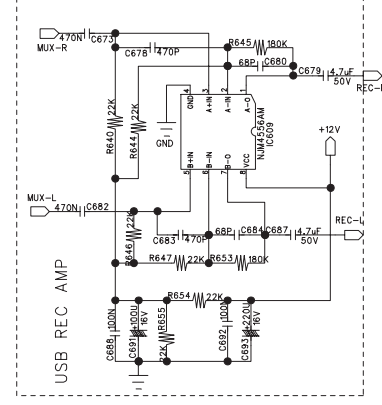 R645 180K
470N C673
MUX-R
C678 470P
68P C680
C679 4.7uF
50V
REC-
4 3 2 1
GND A+IN A-IN A-O
R640 22K
R644 22K
GND
NJM4556AM
IC609
+12V
B+IN B-IN B-O VCC
5 6 7 8
MUX-L
470N C682
R646 22K
C683 470P
68P C684 C687 4.7uF
50V
REC-L
R647 22K R653 180K
R654 22K
C688 100N
C691 +100U
16V
R655
22K
C692 100N
C693 +220U
16V
USB REC AMP